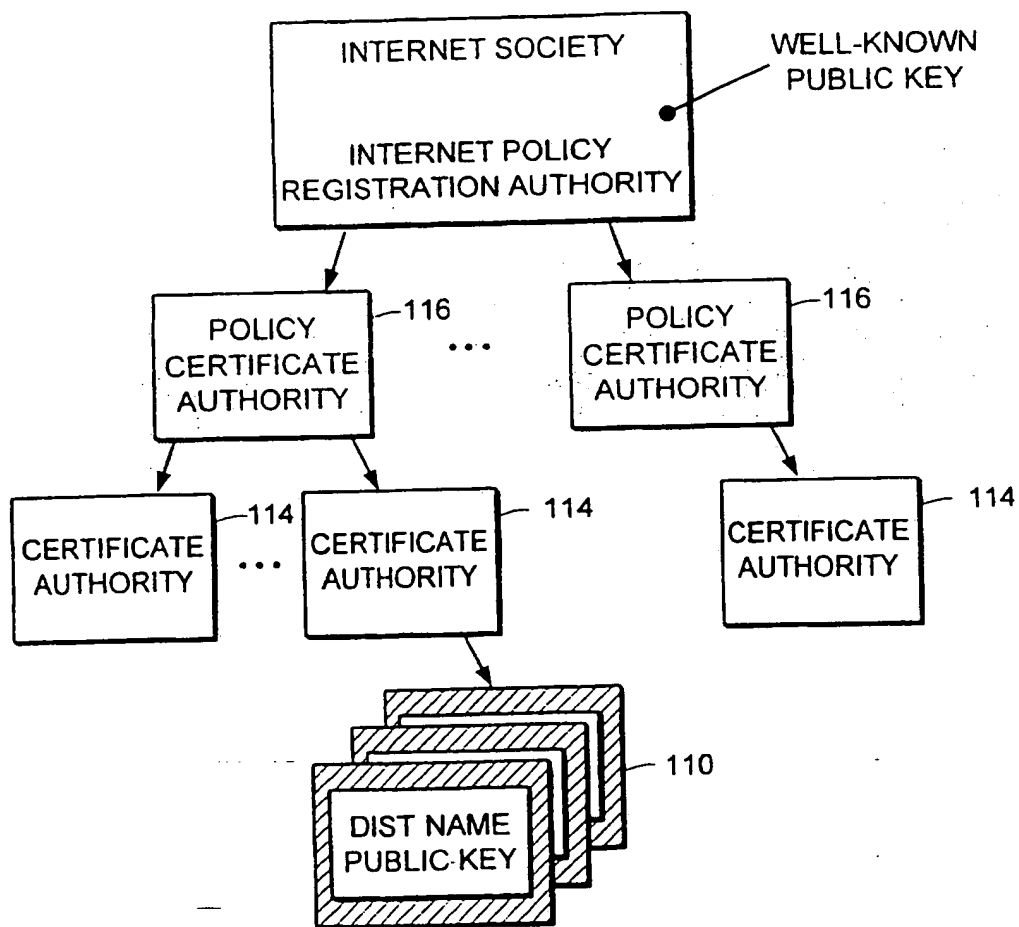 INTERNET SOCIETY
WELL-KNOWN
PUBLIC KEY
INTERNET POLICY
REGISTRATION AUTHORITY
POLICY
CERTIFICATE
AUTHORITY
116
...
POLICY
CERTIFICATE
AUTHORITY
116
CERTIFICATE
AUTHORITY
114
...
CERTIFICATE
AUTHORITY
114
CERTIFICATE
AUTHORITY
114
110
DIST NAME
PUBLIC KEY